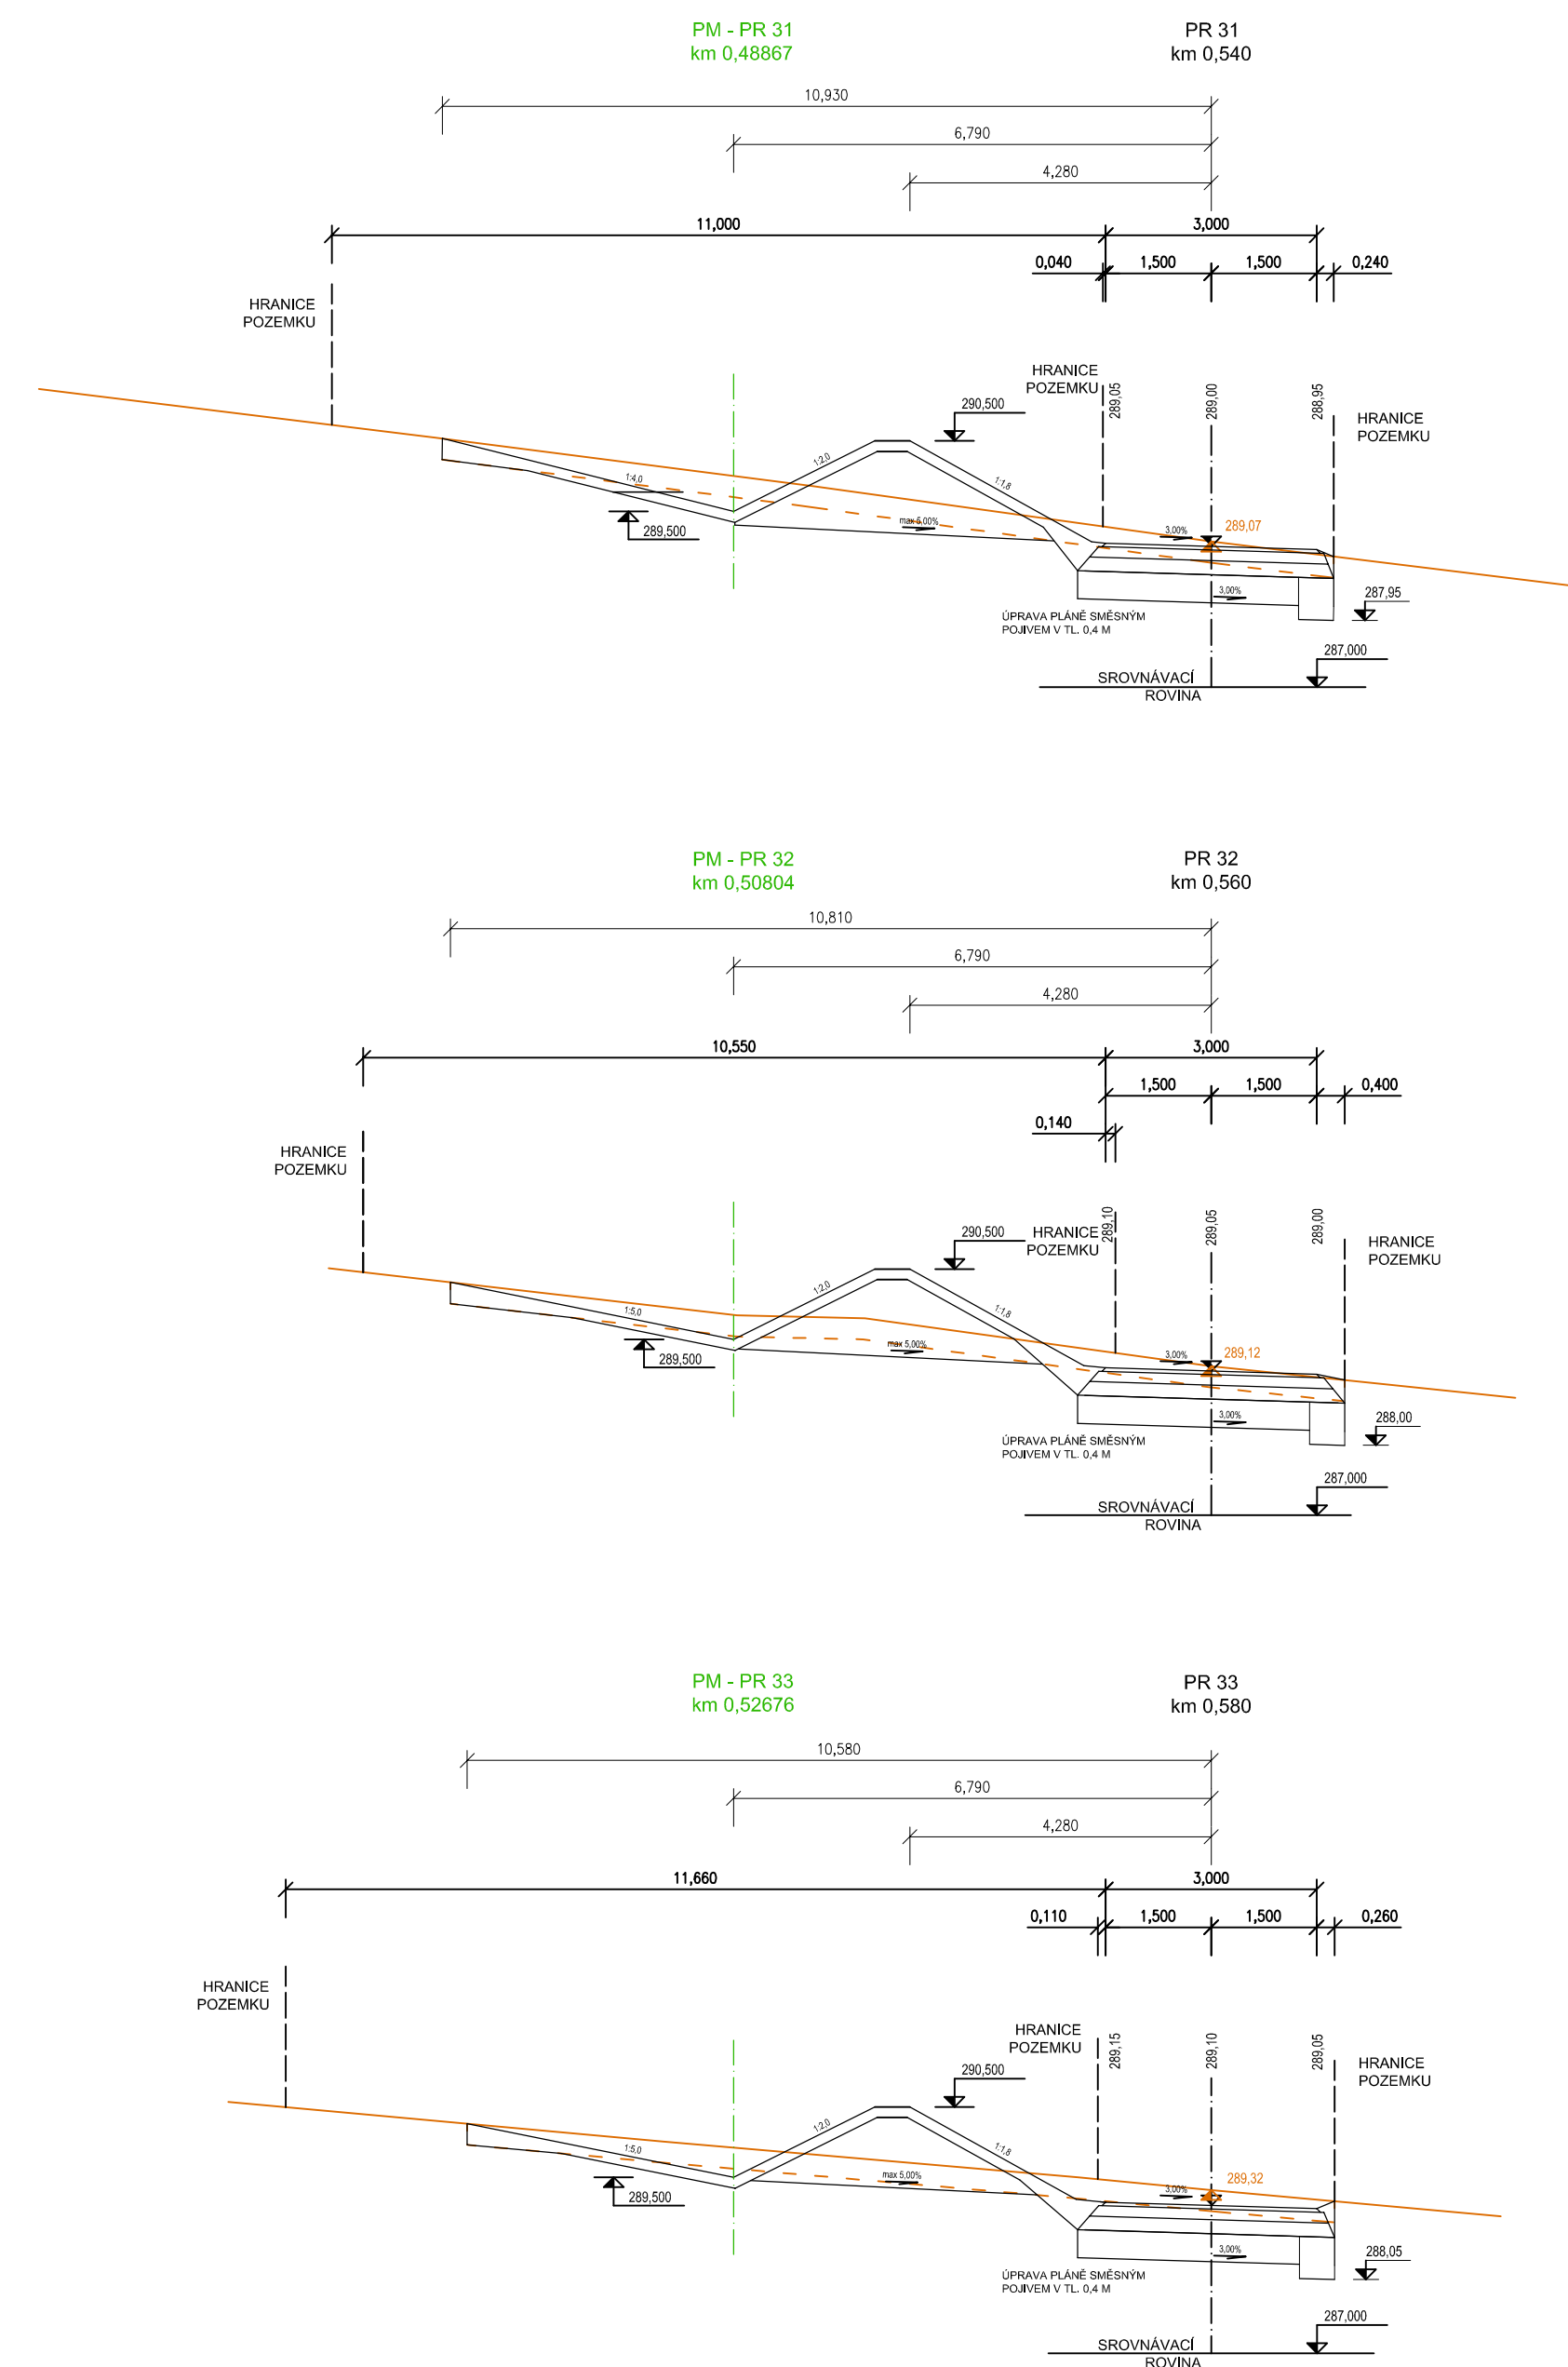 PM - PR 31
km 0,48867
PR 31
km 0,540
10,930
6,790
4,280
11,000
3,000
0,040
1,500
1,500
0,240
HRANICE
POZEMKU
HRANICE
POZEMKU
289,05
289,00
288,95
HRANICE
POZEMKU
290,500
1:2,0
1:4,0
1:1,8
289,500
max 5,00%
3,00%
289,07
3,00%
287,95
ÚPRAVA PLÁNĚ SMĚSNÝM
POJIVEM V TL. 0,4 M
287,000
SROVNÁVACÍ
ROVINA
PM - PR 32
km 0,50804
PR 32
km 0,560
10,810
6,790
4,280
10,550
3,000
1,500
1,500
0,400
0,140
HRANICE
POZEMKU
290,500
HRANICE
POZEMKU
289,10
289,05
289,00
HRANICE
POZEMKU
1:2,0
1:5,0
1:1,8
289,500
max 5,00%
3,00%
289,12
3,00%
288,00
ÚPRAVA PLÁNĚ SMĚSNÝM
POJIVEM V TL. 0,4 M
287,000
SROVNÁVACÍ
ROVINA
PM - PR 33
km 0,52676
PR 33
km 0,580
10,580
6,790
4,280
11,660
3,000
0,110
1,500
1,500
0,260
HRANICE
POZEMKU
HRANICE
POZEMKU
289,15
289,10
289,05
HRANICE
POZEMKU
290,500
1:2,0
1:5,0
1:1,8
289,500
max 5,00%
3,00%
289,32
3,00%
288,05
ÚPRAVA PLÁNĚ SMĚSNÝM
POJIVEM V TL. 0,4 M
287,000
SROVNÁVACÍ
ROVINA